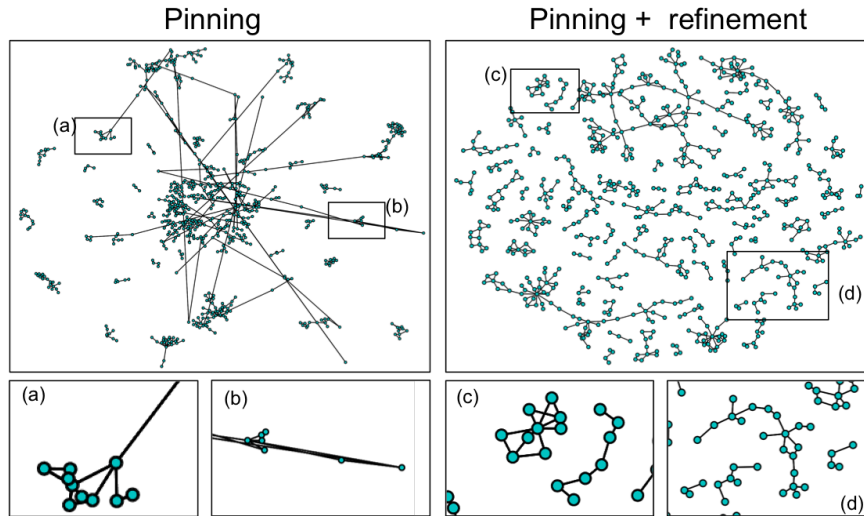 Pinning
Pinning + refinement
(a)
(b)
(c)
(d)
(a)
(b)
(c)
(d)